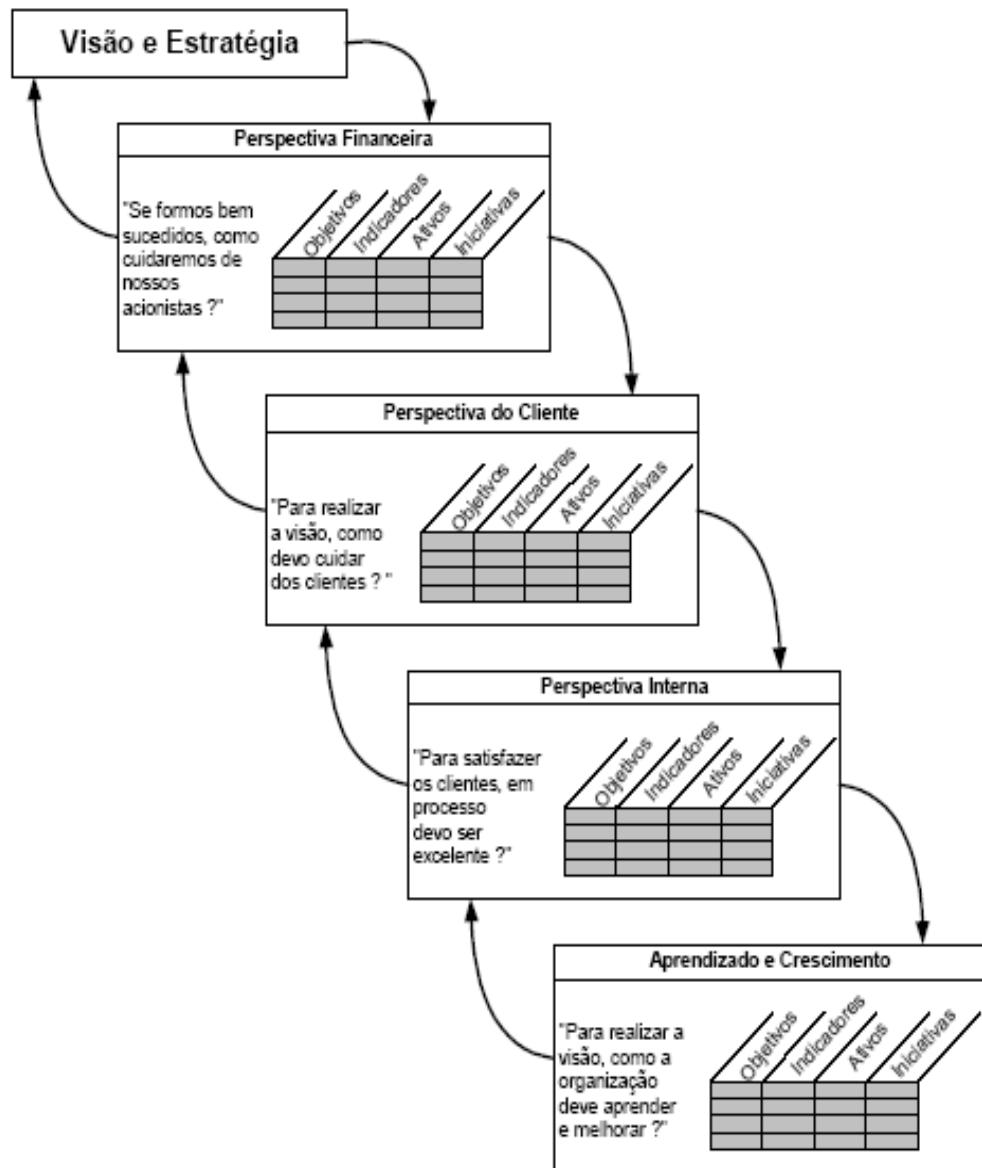 Visão e Estratégia
Perspectiva Financeira
"Se formos bem
sucedidos, como
cuidaremos de
nossos
acionistas ?"
Objetivos
Indicadores
Ativos
Iniciativas
Perspectiva do Cliente
"Para realizar
a visão, como
devo cuidar
dos clientes ? "
Objetivos
Indicadores
Ativos
Iniciativas
Perspectiva Interna
"Para satisfazer
os clientes, em
processo
devo ser
excelente ?"
Objetivos
Indicadores
Ativos
Iniciativas
Aprendizado e Crescimento
"Para realizar a
visão, como a
organização
deve aprender
e melhorar ?"
Objetivos
Indicadores
Ativos
Iniciativas